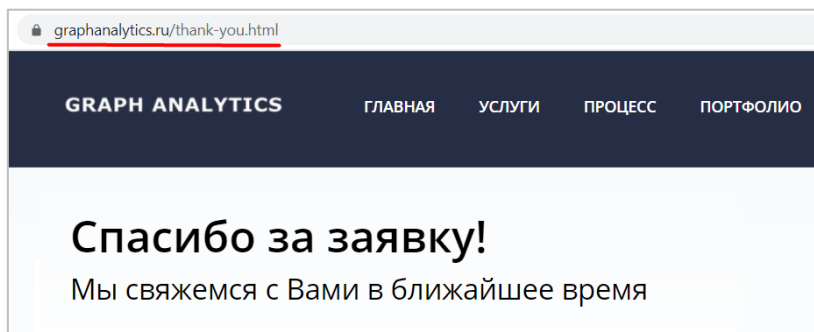 graphanalytics.ru/thank-you.html
GRAPH ANALYTICS ГЛАВНАЯ УСЛУГИ ПРОЦЕСС ПОРТФОЛИО
Спасибо за заявку!
Мы свяжемся с Вами в ближайшее время